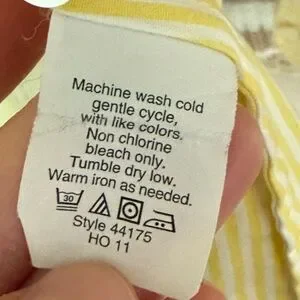 Machine wash cold
gentle cycle,
with like colors.
Non chlorine
bleach only.
Tumble dry low.
Warm iron as needed.
30
Style 44175
HO 11